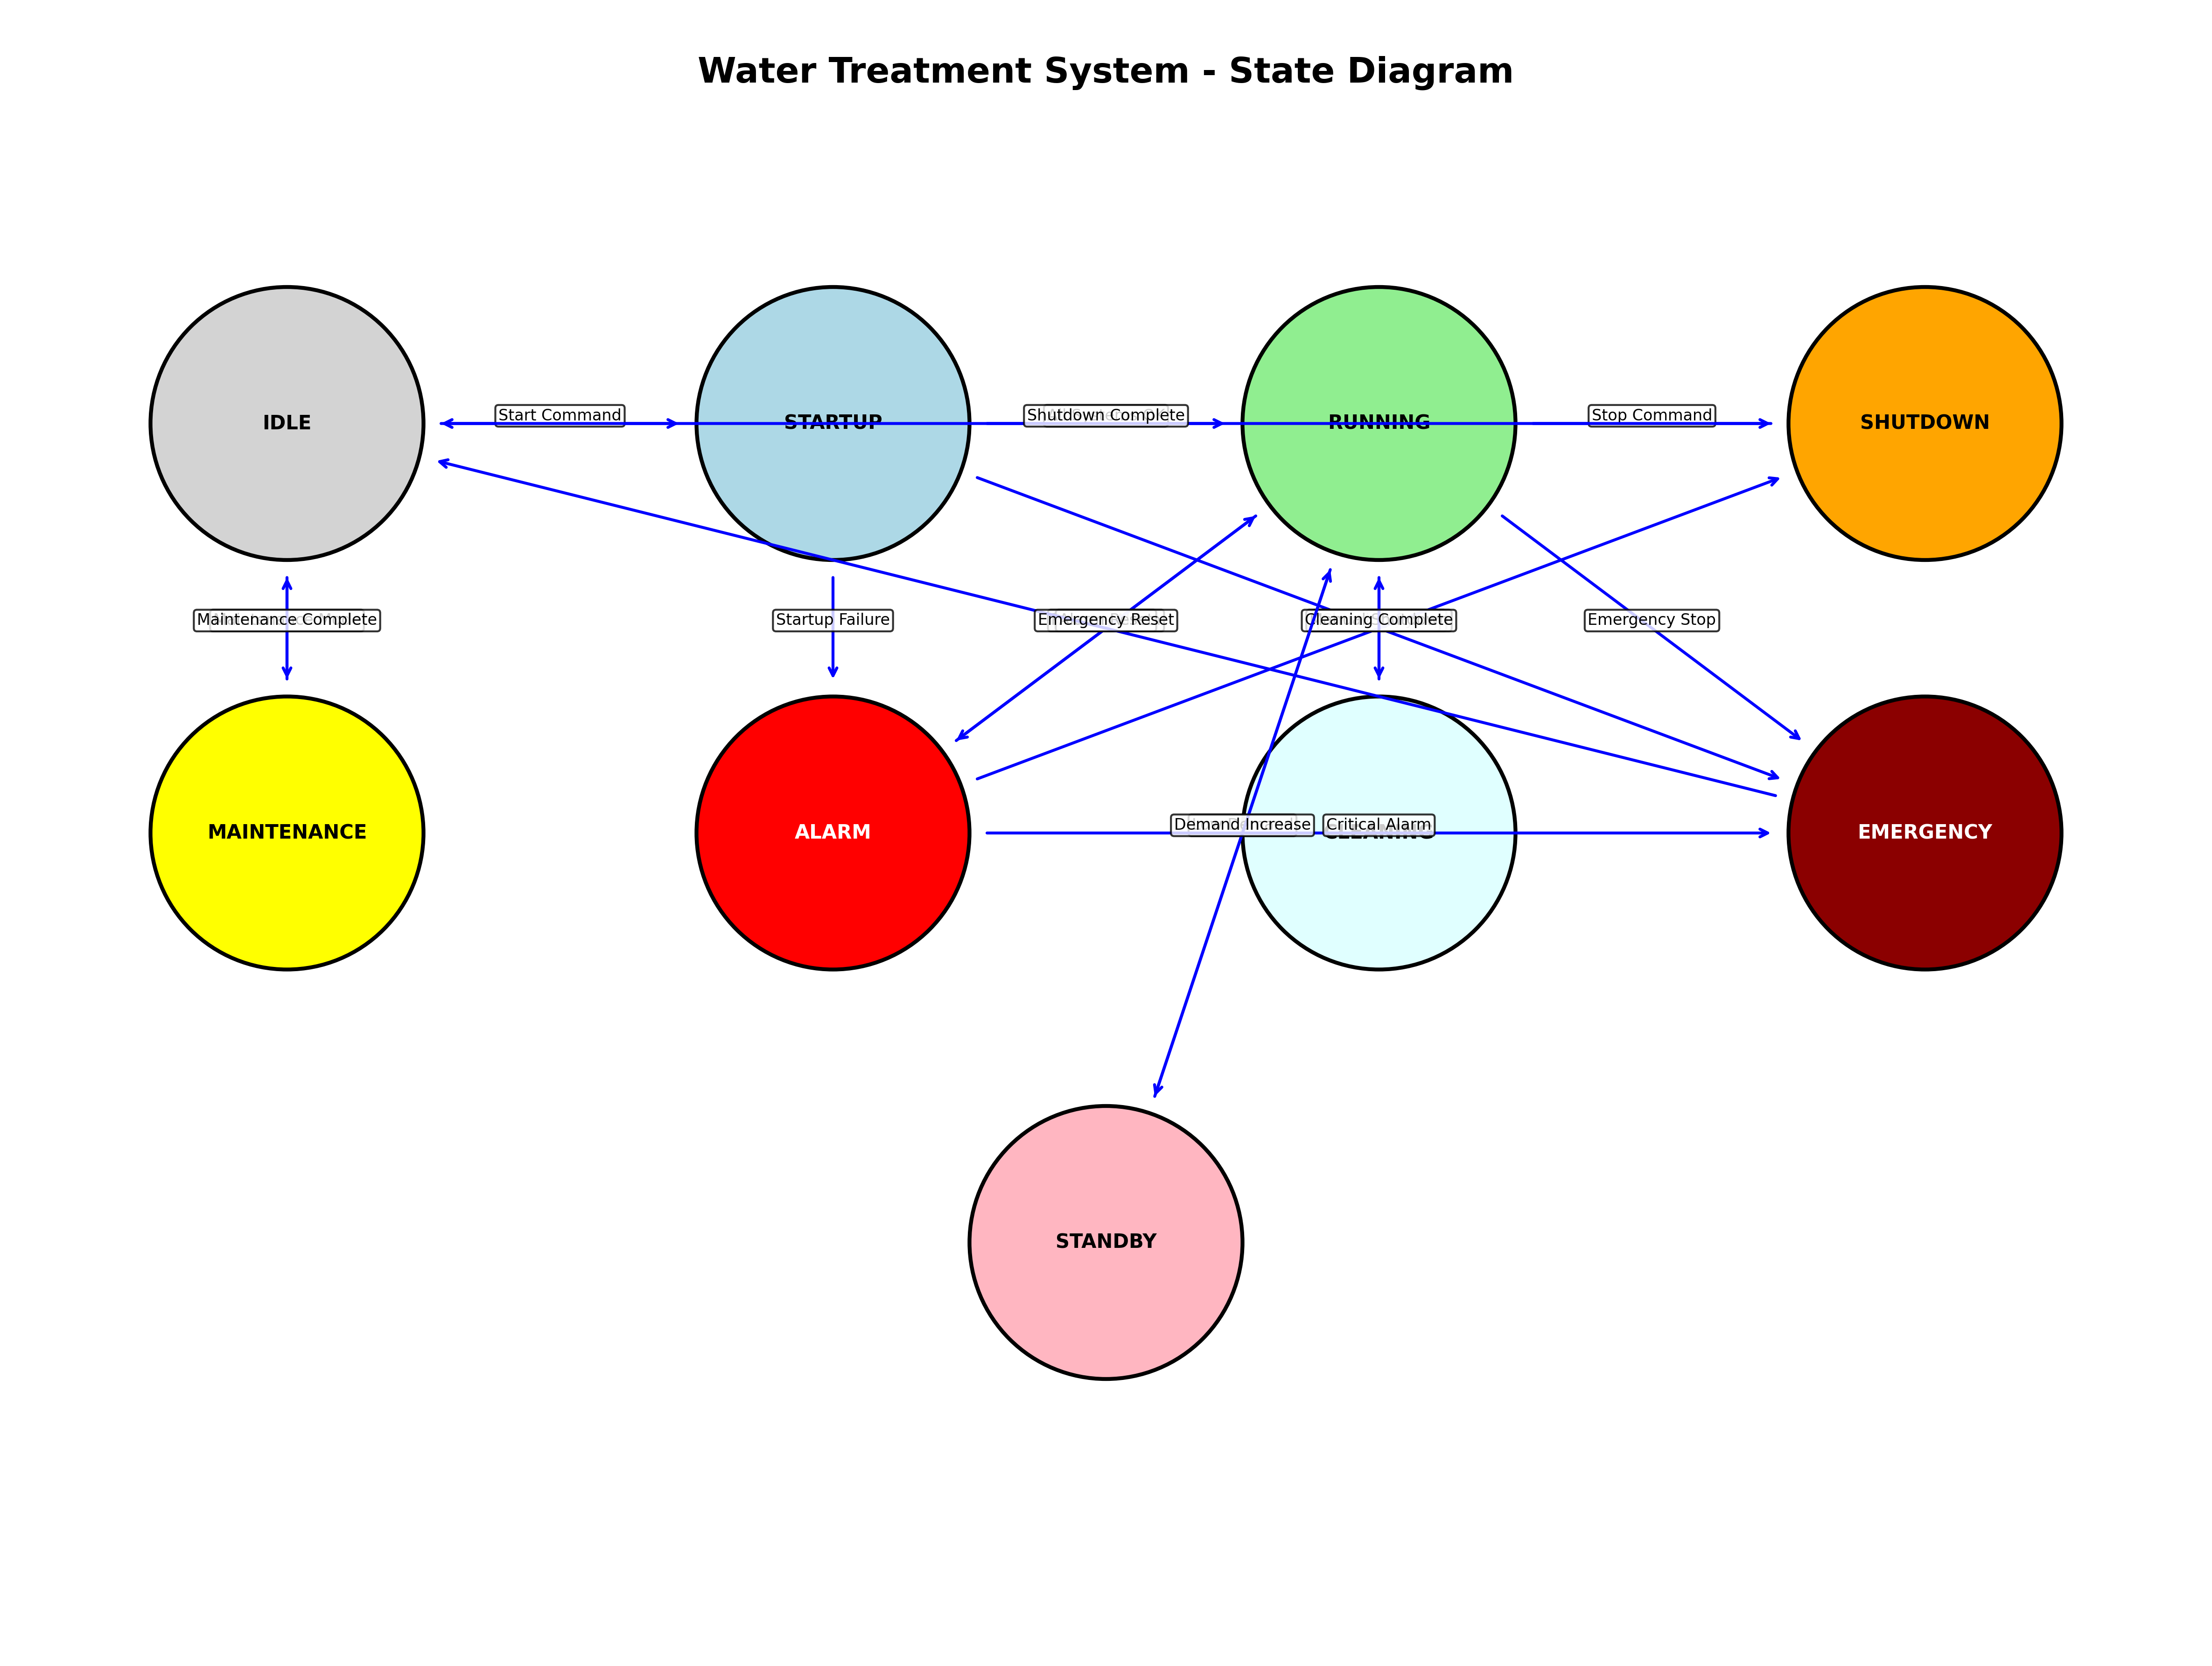 Water Treatment System - State Diagram
IDLE
Start Command
STARTUP
Shutdown Complete
RUNNING
Stop Command
SHUTDOWN
Maintenance Complete
Startup Failure
Emergency Reset
Cleaning Complete
Emergency Stop
MAINTENANCE
ALARM
Demand Increase
Critical Alarm
CLEANING
EMERGENCY
STANDBY